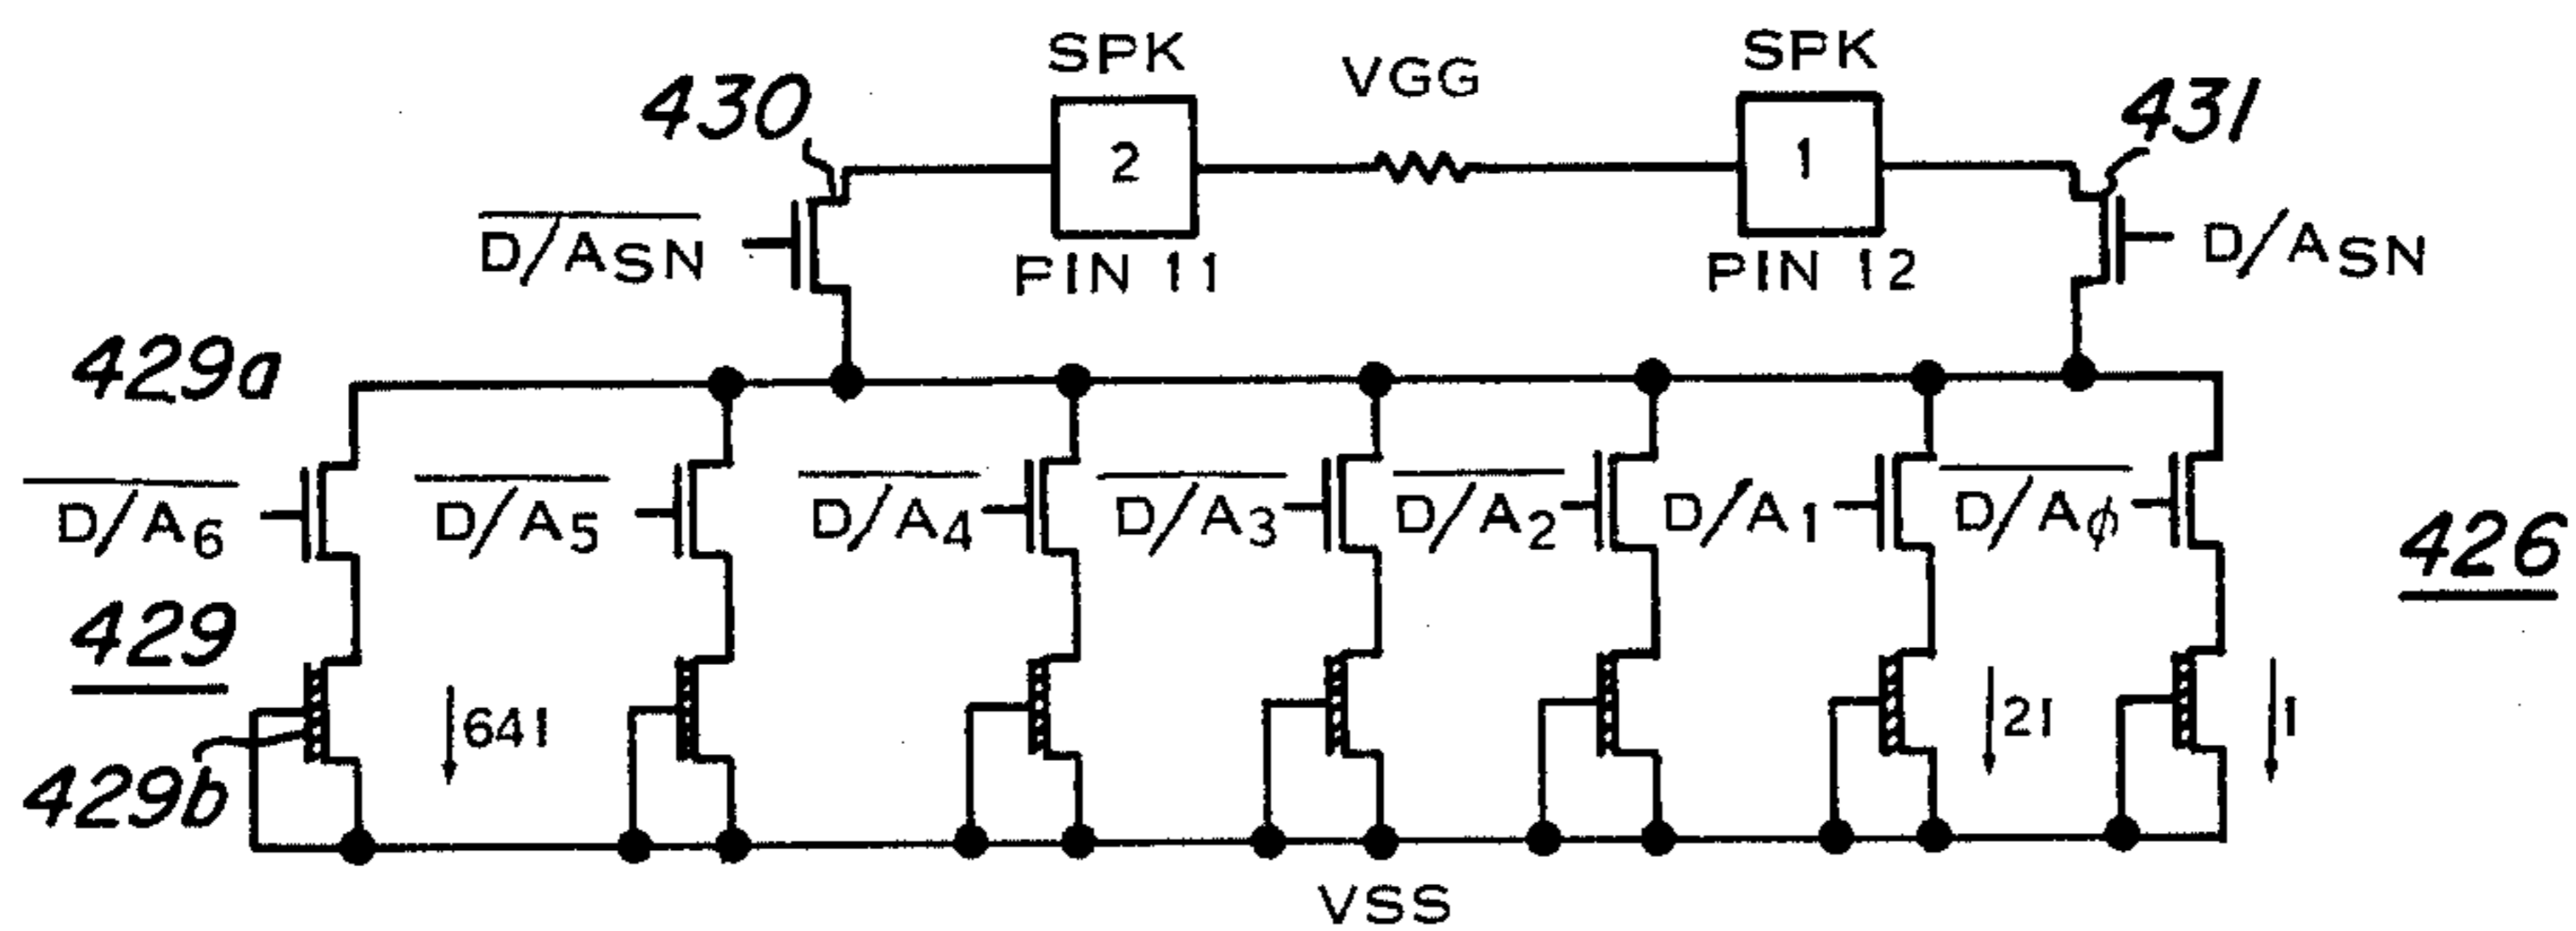 SPK
VGG
SPK
430
431
2
1
D/ASN
D/ASN
PIN 11
PIN 12
429a
D/A6
D/A5
D/A4
D/A3
D/A2
D/A1
D/Aϕ
426
429
64I
2I
I
429b
VSS